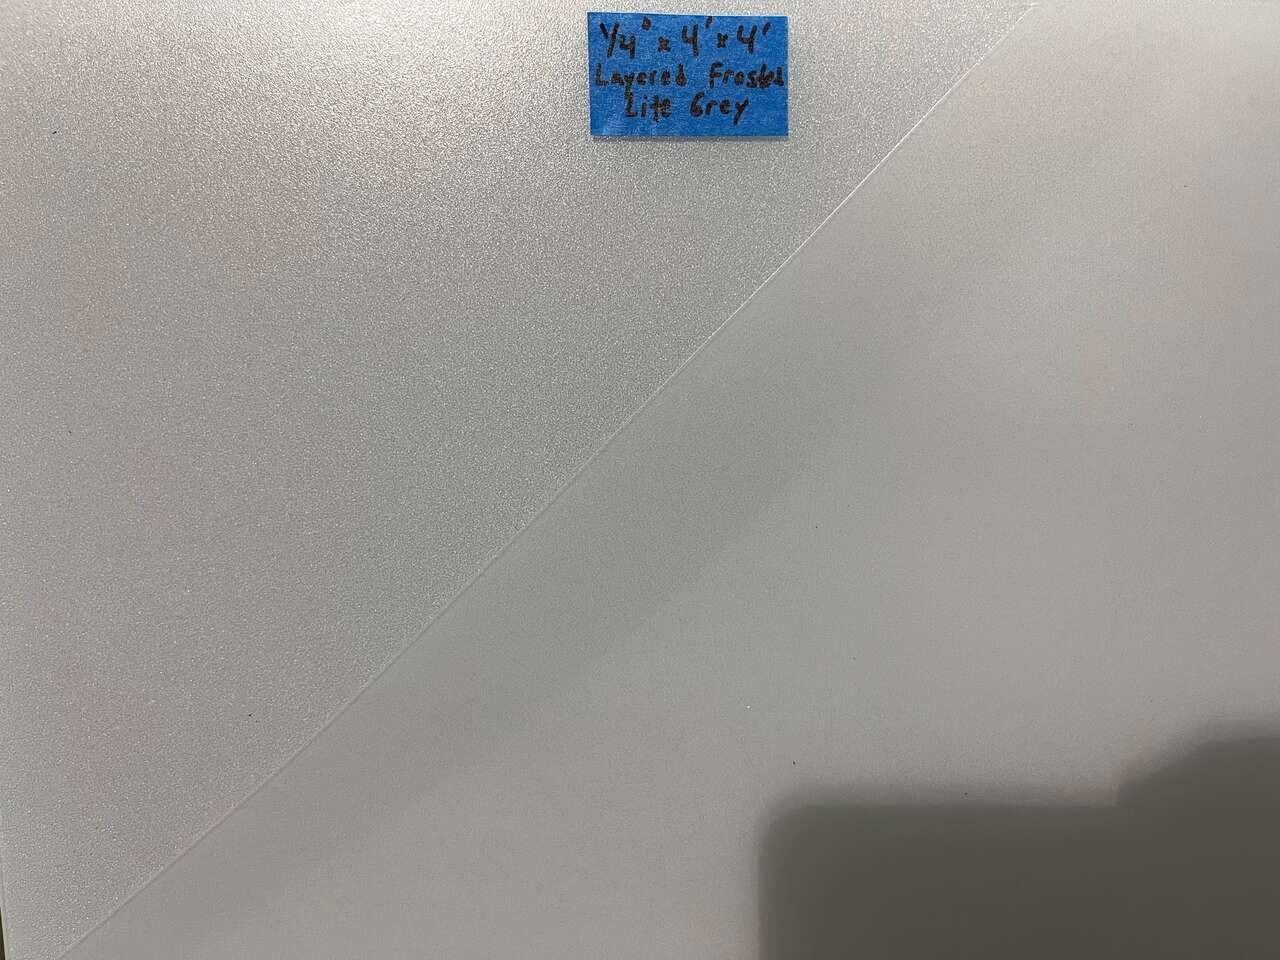 1/4" x 4' x 4'
Layered Frosted
Lite Grey